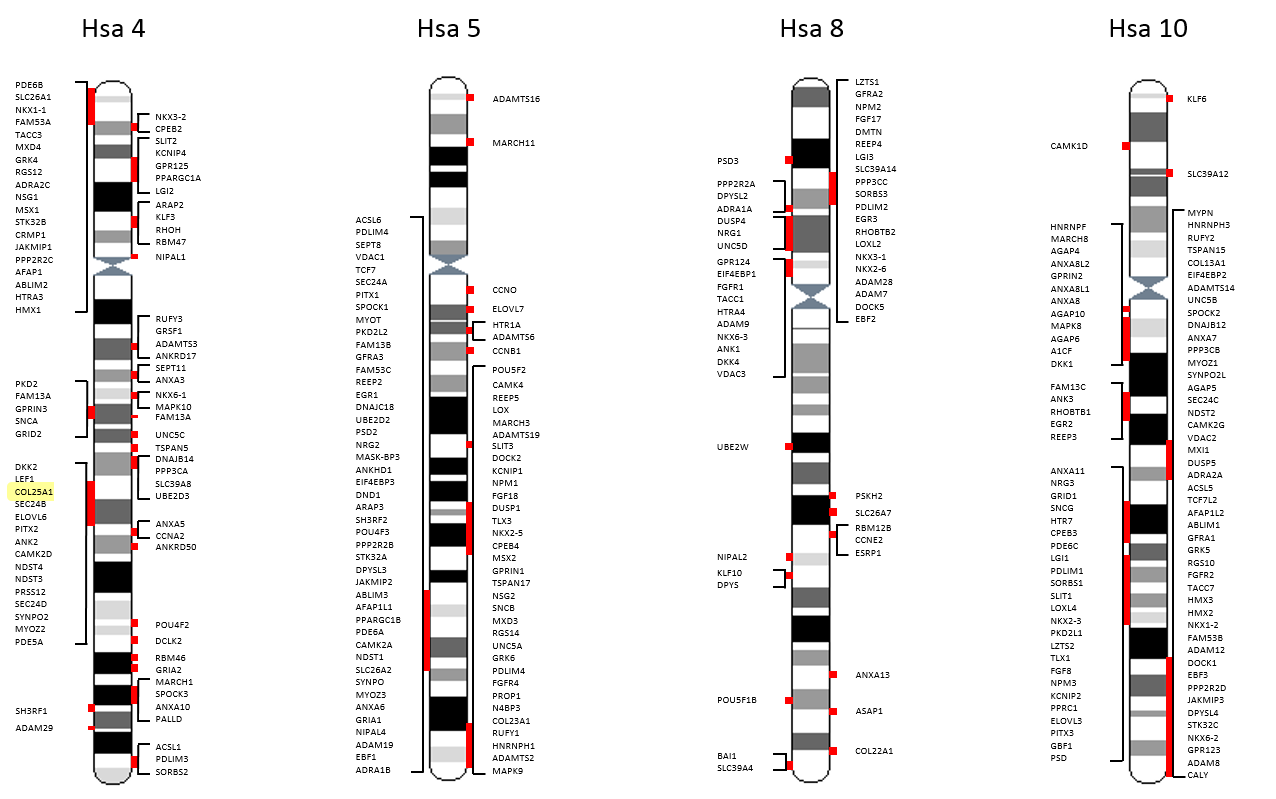 Hsa 4
PDE6B
SLC26A1
NKX1-1
FAM53A
TACC3
MXD4
GRK4
RGS12
ADRA2C
NSG1
MSX1
STK32B
CRMP1
JAKMIP1
PPP2R2C
AFAP1
ABLIM2
HTRA3
HMX1
PKD2
FAM13A
GPRIN3
SNCA
GRID2
DKK2
LEF1
COL25A1
SEC24B
ELOVL6
PITX2
ANK2
CAMK2D
NDST4
NDST3
PRSS12
SEC24D
SYNPO2
MYOZ2
PDE5A
SH3RF1
ADAM29
NKX3-2
CPEB2
SLIT2
KCNIP4
GPR125
PPARGC1A
LGI2
ARAP2
KLF3
RHOH
RBM47
NIPAL1
RUFY3
GRSF1
ADAMTS3
ANKRD17
SEPT11
ANXA3
NKX6-1
MAPK10
FAM13A
UNC5C
TSPAN5
DNAJB14
PPP3CA
SLC39A8
UBE2D3
ANXA5
CCNA2
ANKRD50
POU4F2
DCLK2
RBM46
GRIA2
MARCH1
SPOCK3
ANXA10
PALLD
ACSL1
PDLIM3
SORBS2
Hsa 5
ACSL6
PDLIM4
SEPT8
VDAC1
TCF7
SEC24A
PITX1
SPOCK1
MYOT
PKD2L2
FAM13B
GFRA3
FAM53C
REEP2
EGR1
DNAJC18
UBE2D2
PSD2
NRG2
MASK-BP3
ANKHD1
EIF4EBP3
DND1
ARAP3
SH3RF2
POU4F3
PPP2R2B
STK32A
DPYSL3
JAKMIP2
ABLIM3
AFAP1L1
PPARGC1B
PDE6A
CAMK2A
NDST1
SLC26A2
SYNPO
MYOZ3
ANXA6
GRIA1
NIPAL4
ADAM19
EBF1
ADRA1B
ADAMTS16
MARCH11
CCNO
ELOVL7
HTR1A
ADAMTS6
CCNB1
POU5F2
CAMK4
REEP5
LOX
MARCH3
ADAMTS19
SLIT3
DOCK2
KCNIP1
NPM1
FGF18
DUSP1
TLX3
NKX2-5
CPEB4
MSX2
GPRIN1
TSPAN17
NSG2
SNCB
MXD3
RGS14
UNC5A
GRK6
PDLIM4
FGFR4
PROP1
N4BP3
COL23A1
RUFY1
HNRNPH1
ADAMTS2
MAPK9
Hsa 8
PSD3
PPP2R2A
DPYSL2
ADRA1A
DUSP4
NRG1
UNC5D
GPR124
EIF4EBP1
FGFR1
TACC1
HTRA4
ADAM9
NKX6-3
ANK1
DKK4
VDAC3
UBE2W
NIPAL2
KLF10
DPYS
POU5F1B
BAI1
SLC39A4
LZTS1
GFRA2
NPM2
FGF17
DMTN
REEP4
LGI3
SLC39A14
PPP3CC
SORBS3
PDLIM2
EGR3
RHOBTB2
LOXL2
NKX3-1
NKX2-6
ADAM28
ADAM7
DOCK5
EBF2
PSKH2
SLC26A7
RBM12B
CCNE2
ESRP1
ANXA13
ASAP1
COL22A1
Hsa 10
CAMK1D
HNRNPF
MARCH8
AGAP4
ANXA8L2
GPRIN2
ANXA8L1
ANXA8
AGAP10
MAPK8
AGAP6
A1CF
DKK1
FAM13C
ANK3
RHOBTB1
EGR2
REEP3
ANXA11
NRG3
GRID1
SNCG
HTR7
CPEB3
PDE6C
LGI1
PDLIM1
SORBS1
SLIT1
LOXL4
NKX2-3
PKD2L1
LZTS2
TLX1
FGF8
NPM3
KCNIP2
PPRC1
ELOVL3
PITX3
GBF1
PSD
KLF6
SLC39A12
MYPN
HNRNPH3
RUFY2
TSPAN15
COL13A1
EIF4EBP2
ADAMTS14
UNC5B
SPOCK2
DNAJB12
ANXA7
PPP3CB
MYOZ1
SYNPO2L
AGAP5
SEC24C
NDST2
CAMK2G
VDAC2
MXI1
DUSP5
ADRA2A
ACSL5
TCF7L2
AFAP1L2
ABLIM1
GFRA1
GRK5
RGS10
FGFR2
TACC7
HMX3
HMX2
NKX1-2
FAM53B
ADAM12
DOCK1
EBF3
PPP2R2D
JAKMIP3
DPYSL4
STK32C
NKX6-2
GPR123
ADAM8
CALY